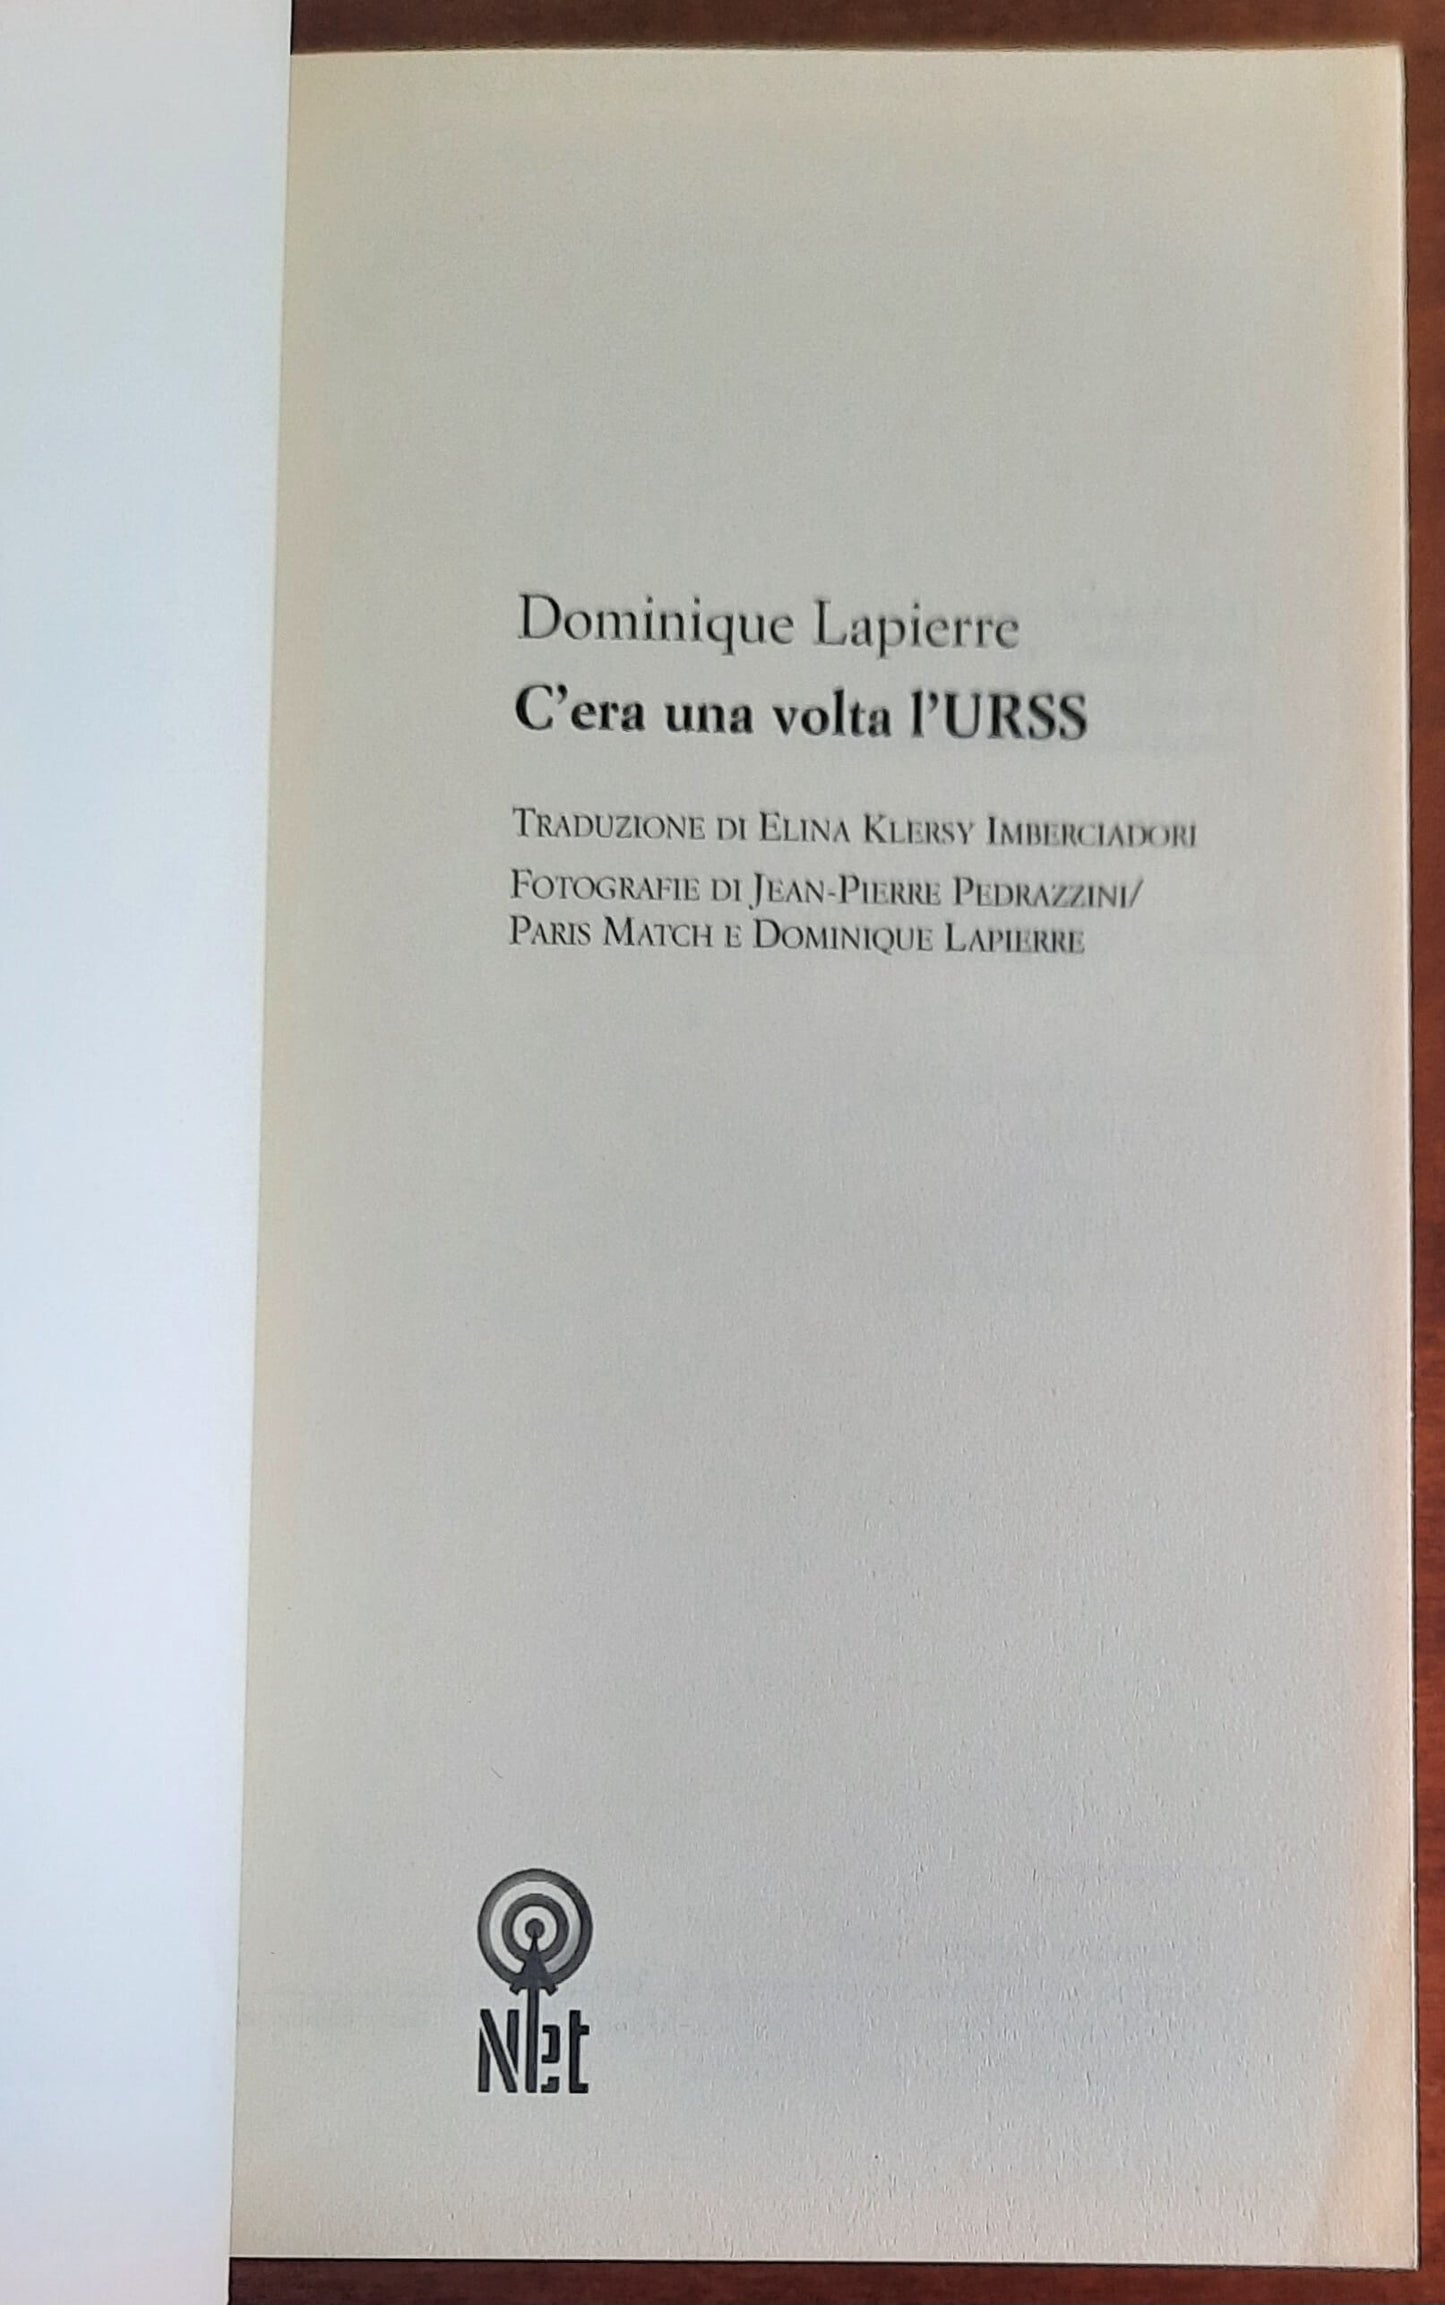 Dominique Lapierre
C'era una volta l'URSS
Traduzione di Elina Klersy Imberciadori
Fotografie di Jean-Pierre Pedrazzini/
Paris Match e Dominique Lapierre
Net